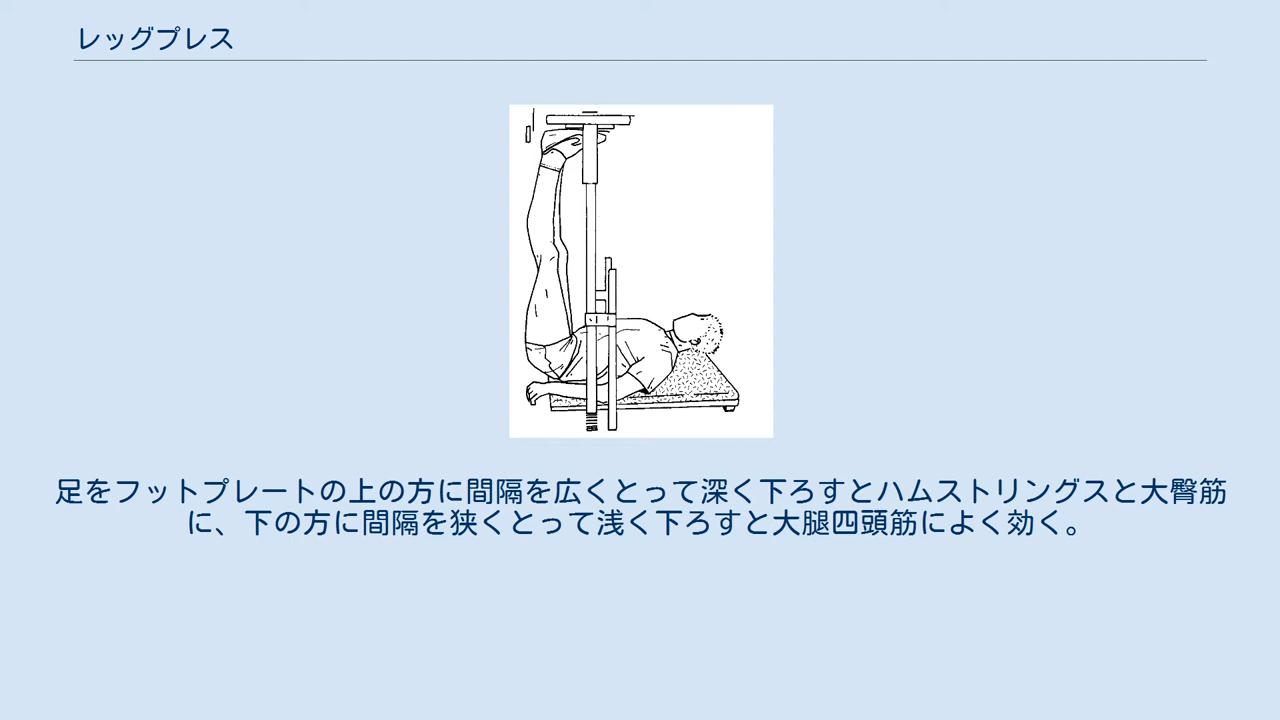 レッグプレス
足をフットプレートの上の方に間隔を広くとって深く下ろすとハムストリングスと大臀筋
に、下の方に間隔を狭くとって浅く下ろすと大腿四頭筋によく効く。